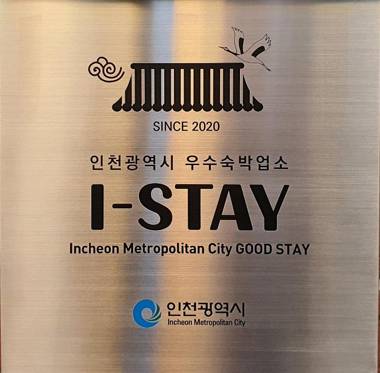 SINCE 2020
인천광역시 우수숙박업소
I-STAY
Incheon Metropolitan City GOOD STAY
인천광역시
Incheon Metropolitan City